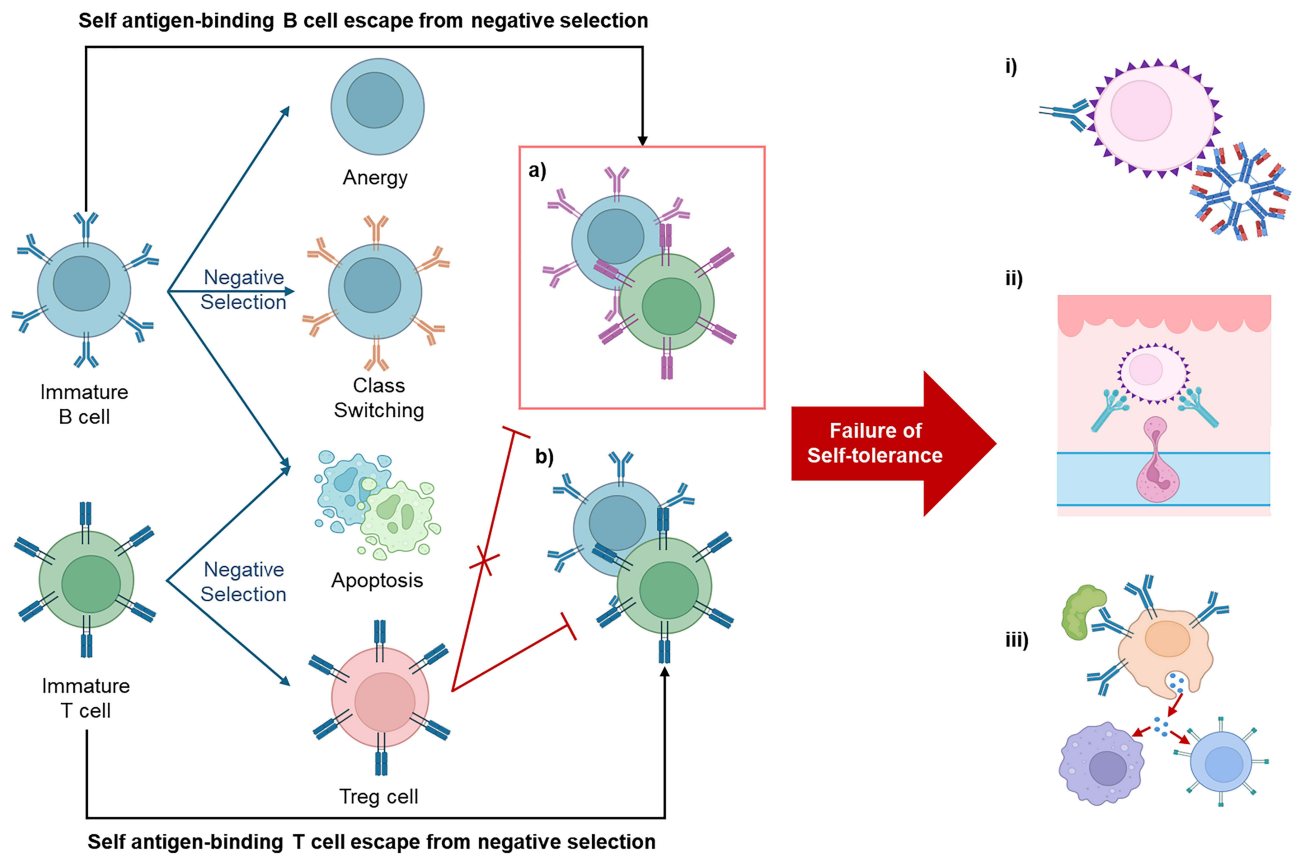 Self antigen-binding B cell escape from negative selection
i)
Anergy
a)
Negative
Selection
ii)
Immature
B cell
Class
Switching
Failure of
Self-tolerance
b)
Negative
Selection
Apoptosis
iii)
Immature
T cell
Treg cell
Self antigen-binding T cell escape from negative selection